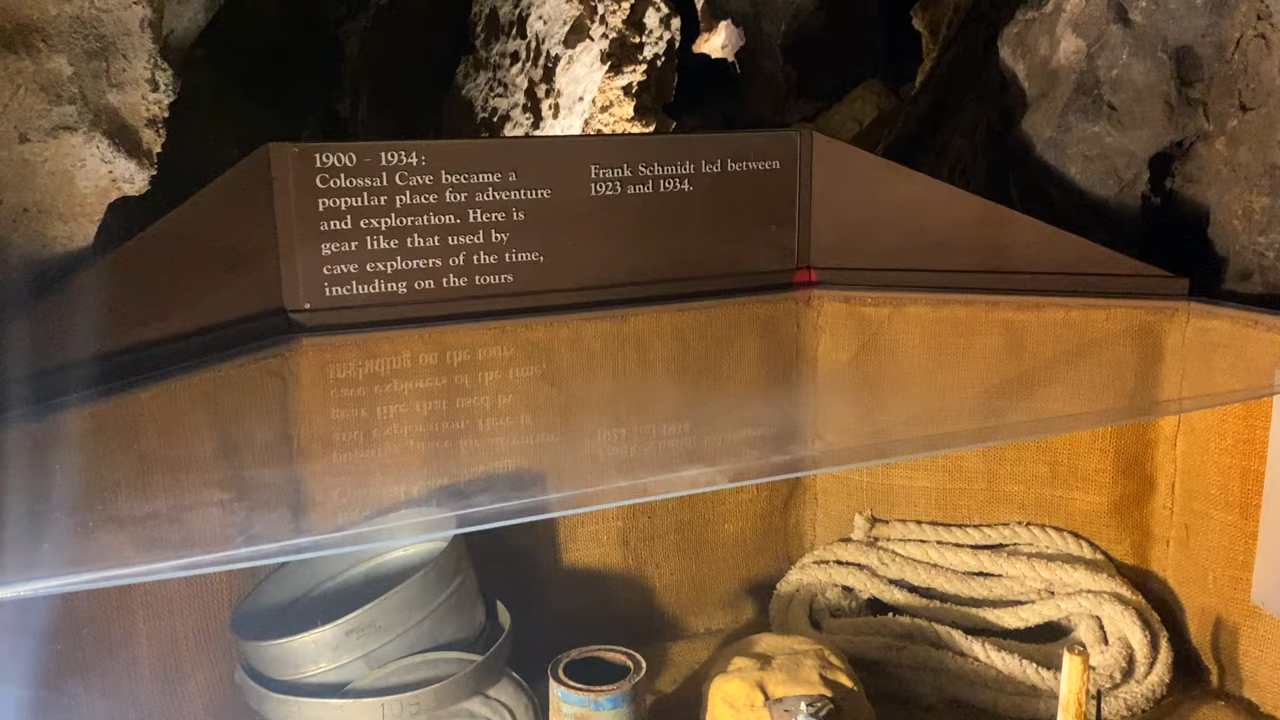 1900 - 1934:
Colossal Cave became a
popular place for adventure
and exploration. Here is
gear like that used by
cave explorers of the time,
including on the tours
Frank Schmidt led between
1923 and 1934.